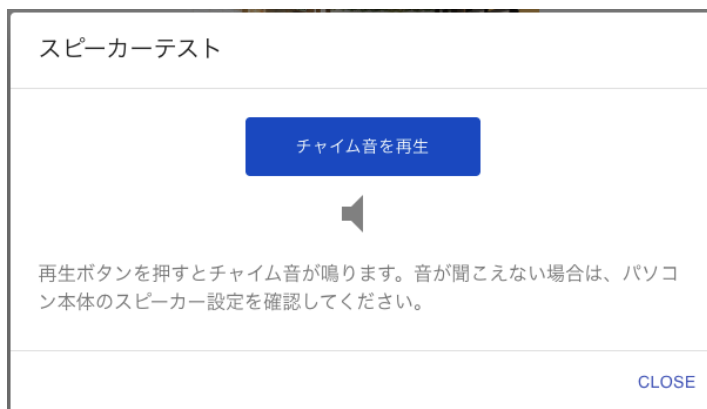 スピーカーテスト
チャイム音を再生
再生ボタンを押すとチャイム音が鳴ります。音が聞こえない場合は、パソコ
ン本体のスピーカー設定を確認してください。
CLOSE